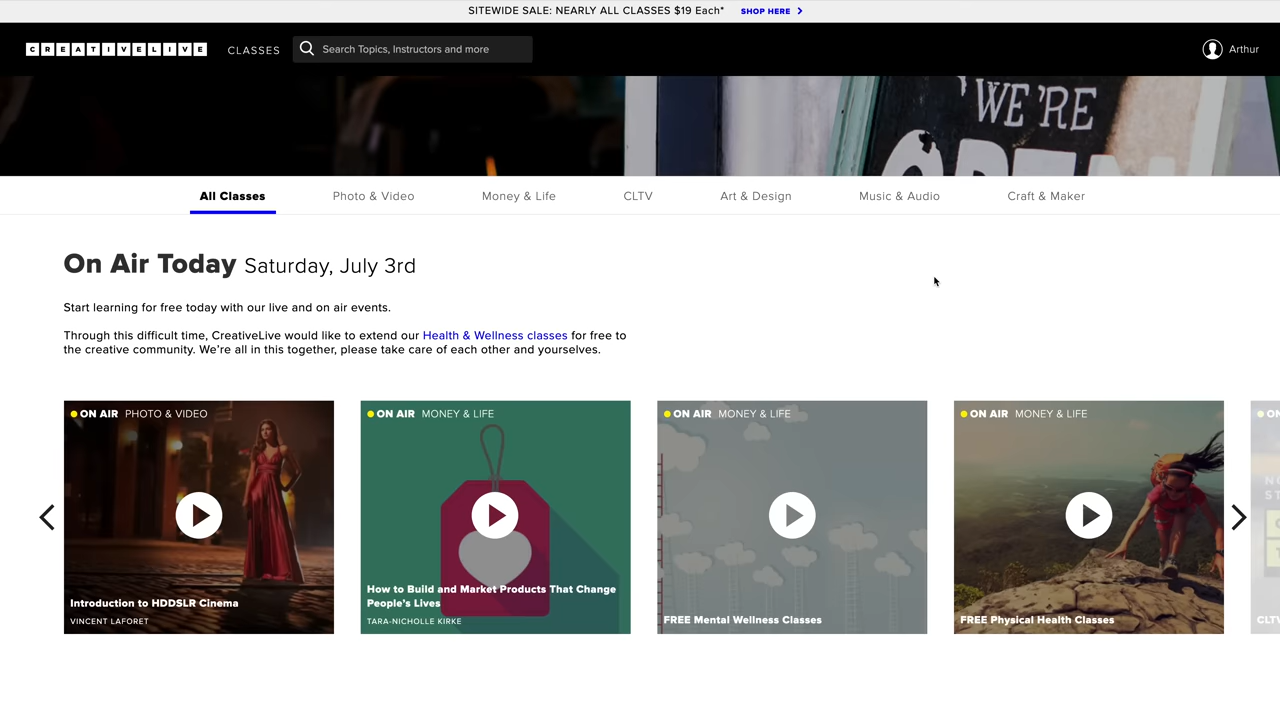 SITEWIDE SALE: NEARLY ALL CLASSES $19 Each* SHOP HERE
CREATIVELIVE CLASSES Search Topics, Instructors and more Arthur
WE'RE
OPEN
All Classes Photo & Video Money & Life CLTV Art & Design Music & Audio Craft & Maker
On Air Today Saturday, July 3rd
Start learning for free today with our live and on air events.
Through this difficult time, CreativeLive would like to extend our Health & Wellness classes for free to
the creative community. We're all in this together, please take care of each other and yourselves.
ON AIR PHOTO & VIDEO
Introduction to HDDSLR Cinema
VINCENT LAFORET
ON AIR MONEY & LIFE
How to Build and Market Products That Change
People's Lives
TARA-NICHOLLE KIRKE
ON AIR MONEY & LIFE
FREE Mental Wellness Classes
ON AIR MONEY & LIFE
FREE Physical Health Classes